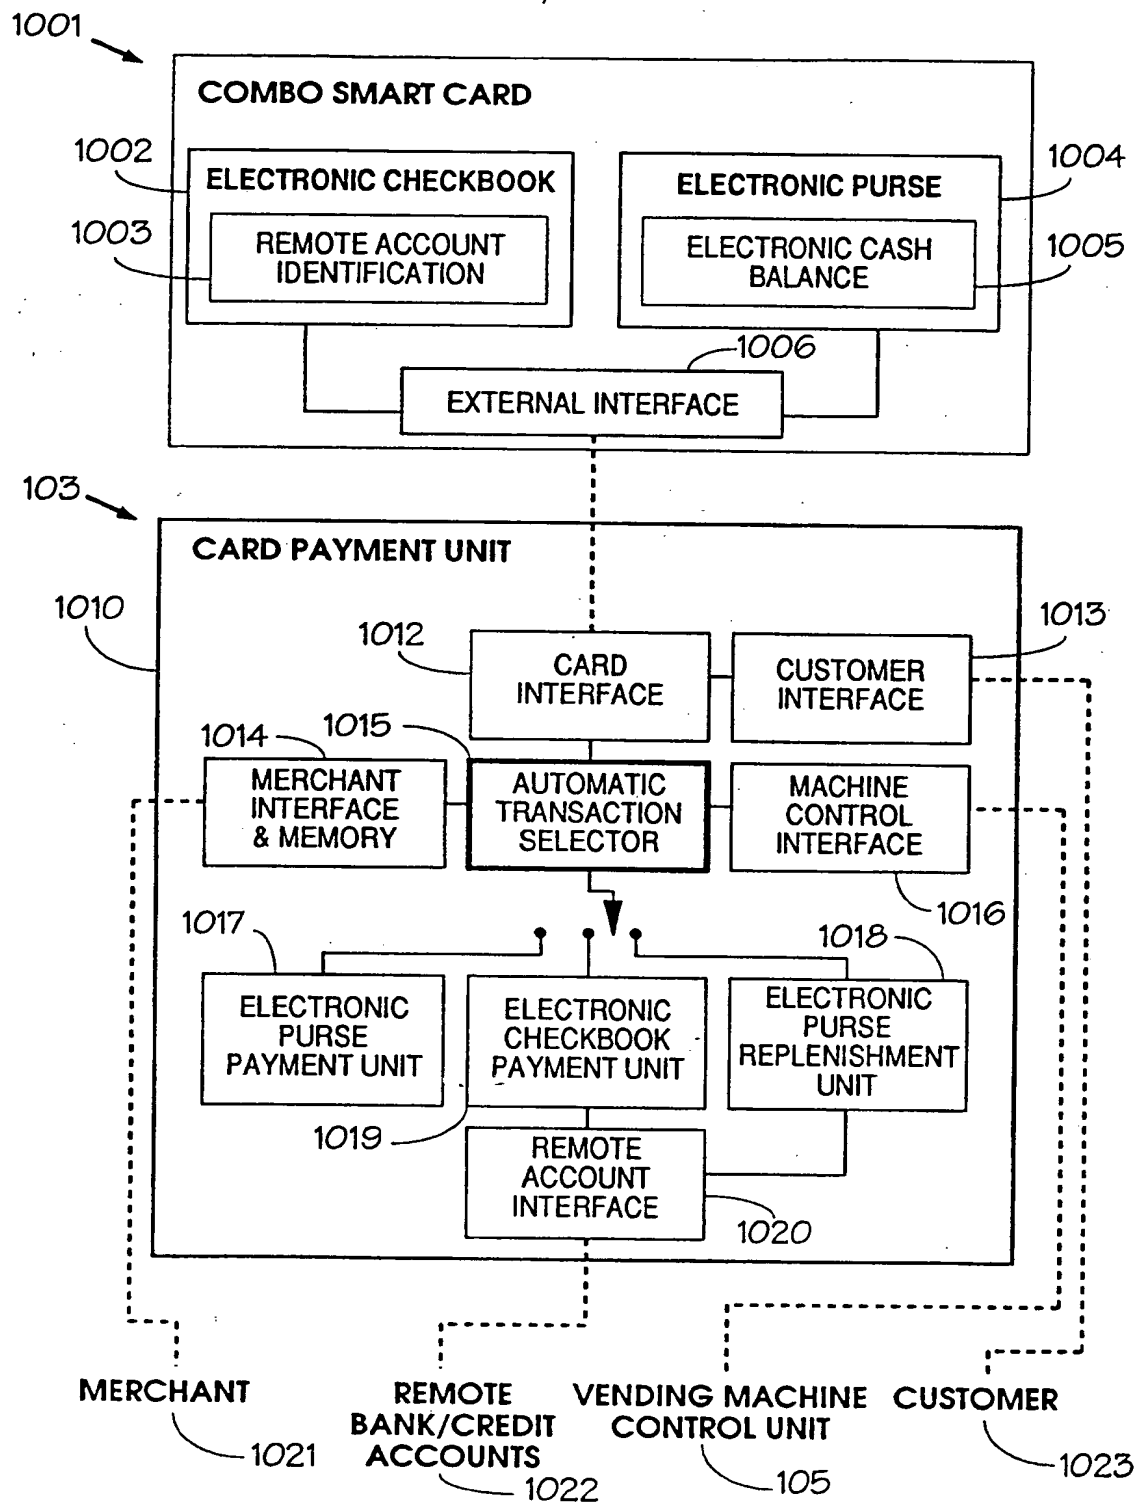 1001
COMBO SMART CARD
1002
ELECTRONIC CHECKBOOK
1003
REMOTE ACCOUNT
IDENTIFICATION
ELECTRONIC PURSE
1004
ELECTRONIC CASH
BALANCE
1005
1006
EXTERNAL INTERFACE
103
CARD PAYMENT UNIT
1010
1012
CARD
INTERFACE
1013
CUSTOMER
INTERFACE
1014
MERCHANT
INTERFACE
& MEMORY
1015
AUTOMATIC
TRANSACTION
SELECTOR
MACHINE
CONTROL
INTERFACE
1016
1017
ELECTRONIC
PURSE
PAYMENT UNIT
ELECTRONIC
CHECKBOOK
PAYMENT UNIT
1018
ELECTRONIC
PURSE
REPLENISHMENT
UNIT
1019
REMOTE
ACCOUNT
INTERFACE
1020
MERCHANT
1021
REMOTE
BANK/CREDIT
ACCOUNTS
1022
VENDING MACHINE
CONTROL UNIT
105
CUSTOMER
1023